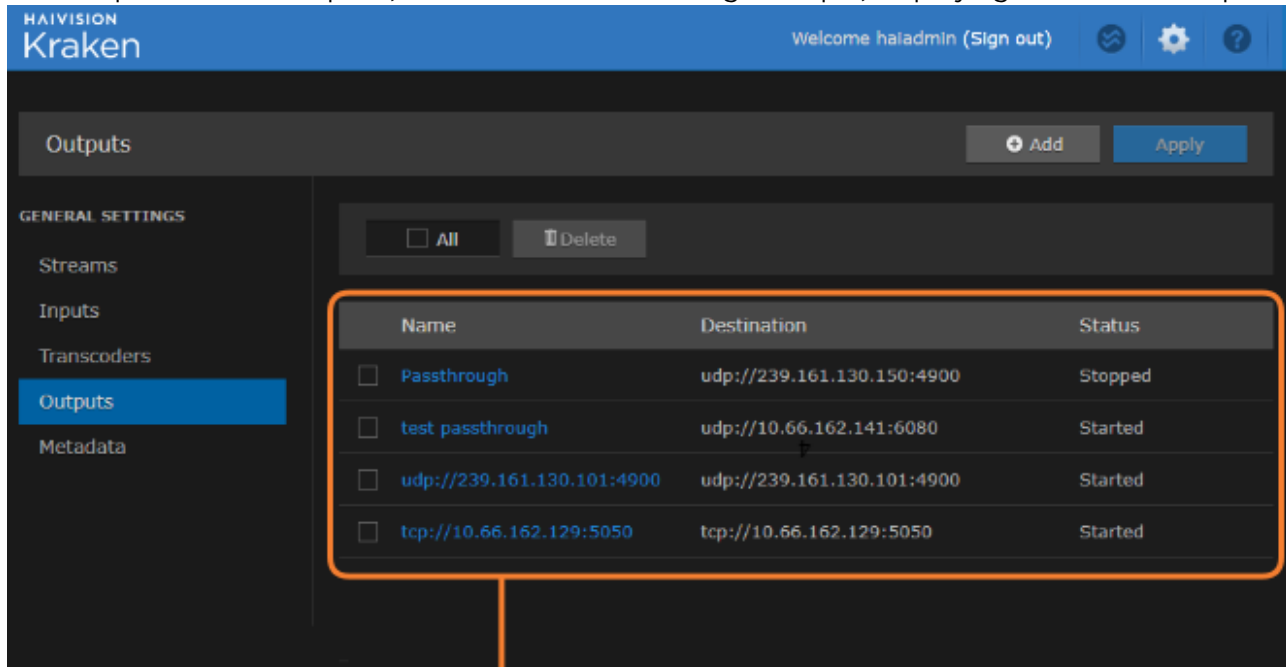 HAIVISION
Kraken
Welcome haiadmin (Sign out)
Outputs
Add
Apply
GENERAL SETTINGS
Streams
Inputs
Transcoders
Outputs
Metadata
All
Delete
Name Destination Status
Passthrough udp://239.161.130.150:4900 Stopped
test passthrough udp://10.66.162.141:6080 Started
udp://239.161.130.101:4900 udp://239.161.130.101:4900 Started
tcp://10.66.162.129:5050 tcp://10.66.162.129:5050 Started